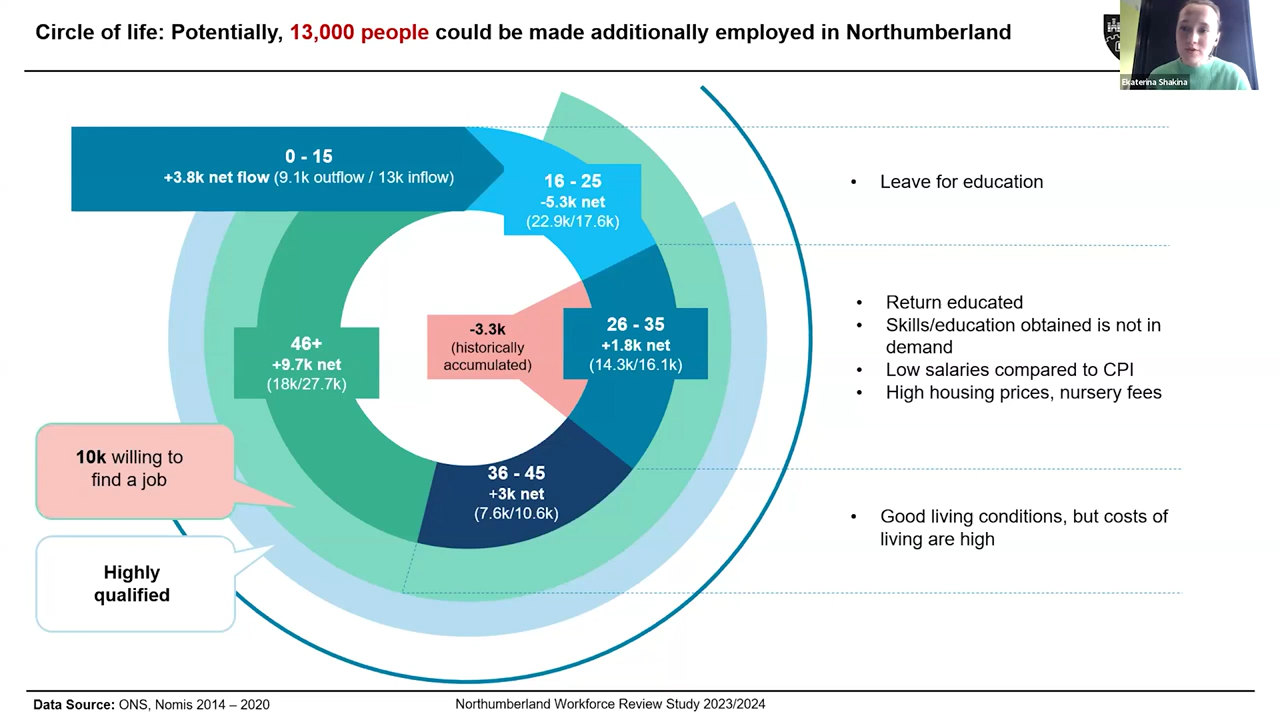 Circle of life: Potentially, 13,000 people could be made additionally employed in Northumberland
Ekaterina Shakina
0 - 15
+3.8k net flow (9.1k outflow / 13k inflow)
16 - 25
-5.3k net
(22.9k/17.6k)
• Leave for education
26 - 35
+1.8k net
(14.3k/16.1k)
-3.3k
(historically
accumulated)
46+
+9.7k net
(18k/27.7k)
• Return educated
• Skills/education obtained is not in
demand
• Low salaries compared to CPI
• High housing prices, nursery fees
10k willing to
find a job
36 - 45
+3k net
(7.6k/10.6k)
• Good living conditions, but costs of
living are high
Highly
qualified
Data Source: ONS, Nomis 2014 – 2020
Northumberland Workforce Review Study 2023/2024